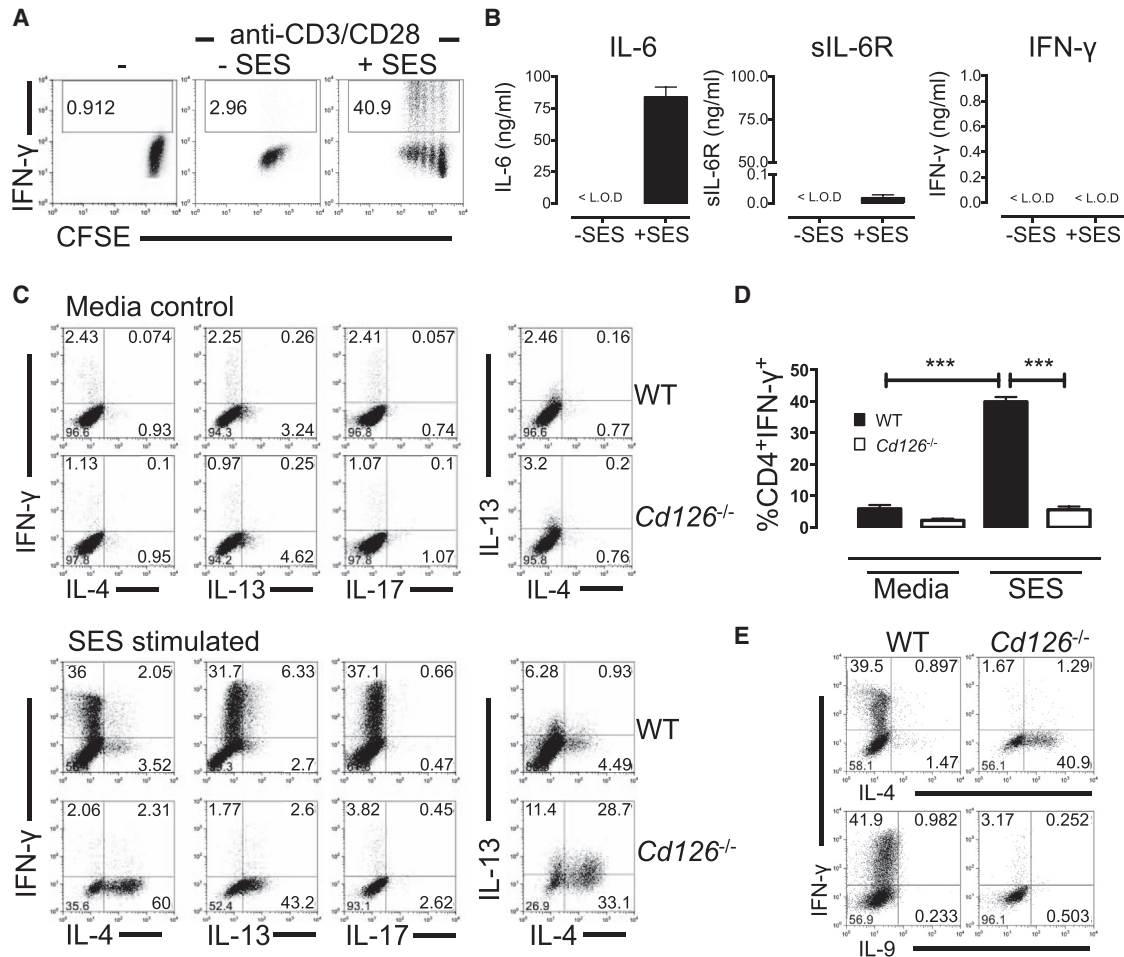 A
anti-CD3/CD28
-
- SES
+ SES
0.912
2.96
40.9
IFN-γ
CFSE
B
IL-6
sIL-6R
IFN-γ
IL-6 (ng/ml)
100
75
50
25
0
< L.O.D
-SES +SES
sIL-6R (ng/ml)
100.0
75.0
50.0
0.1
0.0
< L.O.D
-SES +SES
IFN-γ (ng/ml)
1.0
0.8
0.6
0.4
0.2
0.0
< L.O.D < L.O.D
-SES +SES
C
Media control
2.43 0.074
96.6 0.93
2.25 0.26
94.3 3.24
2.41 0.057
96.8 0.74
2.46 0.16
96.6 0.77
WT
1.13 0.1
97.8 0.95
0.97 0.25
94.2 4.62
1.07 0.1
97.8 1.07
3.2 0.2
95.8 0.76
Cd126-/-
IFN-γ
IL-13
IL-4
IL-13
IL-17
IL-4
SES stimulated
36 2.05
3.52
31.7 6.33
2.7
37.1 0.66
0.47
6.28 0.93
4.49
WT
2.06 2.31
35.6 60
1.77 2.6
52.4 43.2
3.82 0.45
93.1 2.62
11.4 28.7
26.9 33.1
Cd126-/-
IFN-γ
IL-13
IL-4
IL-13
IL-17
IL-4
D
%CD4+IFN-γ+
50
40
30
20
10
0
*** ***
WT
Cd126-/-
Media
SES
E
WT
Cd126-/-
39.5 0.897
58.1 1.47
1.67 1.29
56.1 40.9
IL-4
41.9 0.982
56.9 0.233
3.17 0.252
96.1 0.503
IFN-γ
IL-9